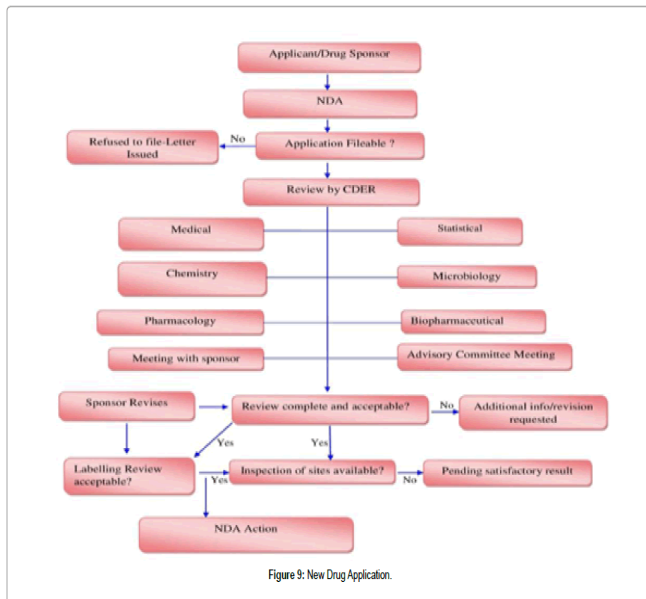 Applicant/Drug Sponsor
NDA
Application Fileable ?
No
Refused to file-Letter
Issued
Review by CDER
Medical
Statistical
Chemistry
Microbiology
Pharmacology
Biopharmaceutical
Meeting with sponsor
Advisory Committee Meeting
Sponsor Revises
Review complete and acceptable?
No
Additional info/revision
requested
Yes
Yes
Labelling Review
acceptable?
Yes
Inspection of sites available?
No
Pending satisfactory result
NDA Action
Figure 9: New Drug Application.